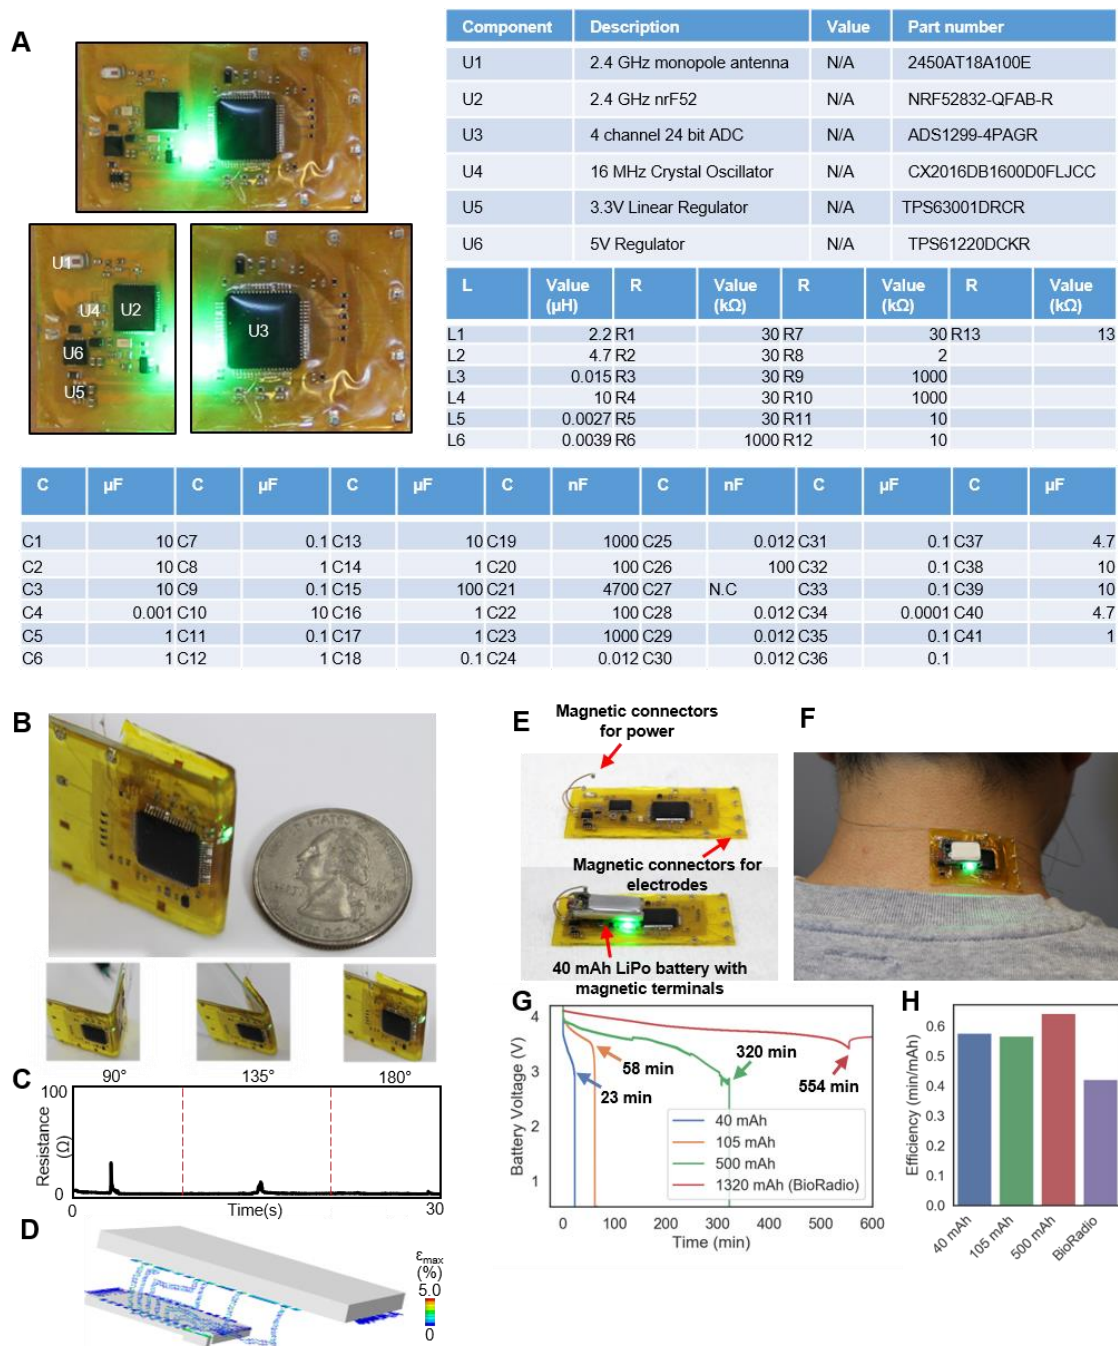 A
Component Description Value Part number
U1 2.4 GHz monopole antenna N/A 2450AT18A100E
U2 2.4 GHz nrF52 N/A NRF52832-QFAB-R
U3 4 channel 24 bit ADC N/A ADS1299-4PAGR
U4 16 MHz Crystal Oscillator N/A CX2016DB1600D0FLJCC
U5 3.3V Linear Regulator N/A TPS63001DRCR
U6 5V Regulator N/A TPS61220DCKR
U1
U4 U2
U6
U5
U3
L Value (μH) R Value (kΩ) R Value (kΩ) R Value (kΩ)
L1 2.2 R1 30 R7 30 R13 13
L2 4.7 R2 30 R8 2
L3 0.015 R3 30 R9 1000
L4 10 R4 30 R10 1000
L5 0.0027 R5 30 R11 10
L6 0.0039 R6 1000 R12 10
C μF C μF C μF C nF C nF C μF C μF
C1 10 C7 0.1 C13 10 C19 1000 C25 0.012 C31 0.1 C37 4.7
C2 10 C8 1 C14 1 C20 100 C26 100 C32 0.1 C38 10
C3 10 C9 0.1 C15 100 C21 4700 C27 N.C C33 0.1 C39 10
C4 0.001 C10 10 C16 1 C22 100 C28 0.012 C34 0.0001 C40 4.7
C5 1 C11 0.1 C17 1 C23 1000 C29 0.012 C35 0.1 C41 1
C6 1 C12 1 C18 0.1 C24 0.012 C30 0.012 C36 0.1
B
C
90° 135° 180°
100
Resistance (Ω)
0
0 Time(s) 30
D
εmax
(%)
5.0
0
E
Magnetic connectors
for power
Magnetic connectors for
electrodes
40 mAh LiPo battery with
magnetic terminals
F
G
4
3
2
1
Battery Voltage (V)
58 min
23 min
320 min
554 min
40 mAh
105 mAh
500 mAh
1320 mAh (BioRadio)
0 100 200 300 400 500 600
Time (min)
H
0.6
0.5
0.4
0.3
0.2
0.1
0.0
Efficiency (min/mAh)
40 mAh 105 mAh 500 mAh BioRadio